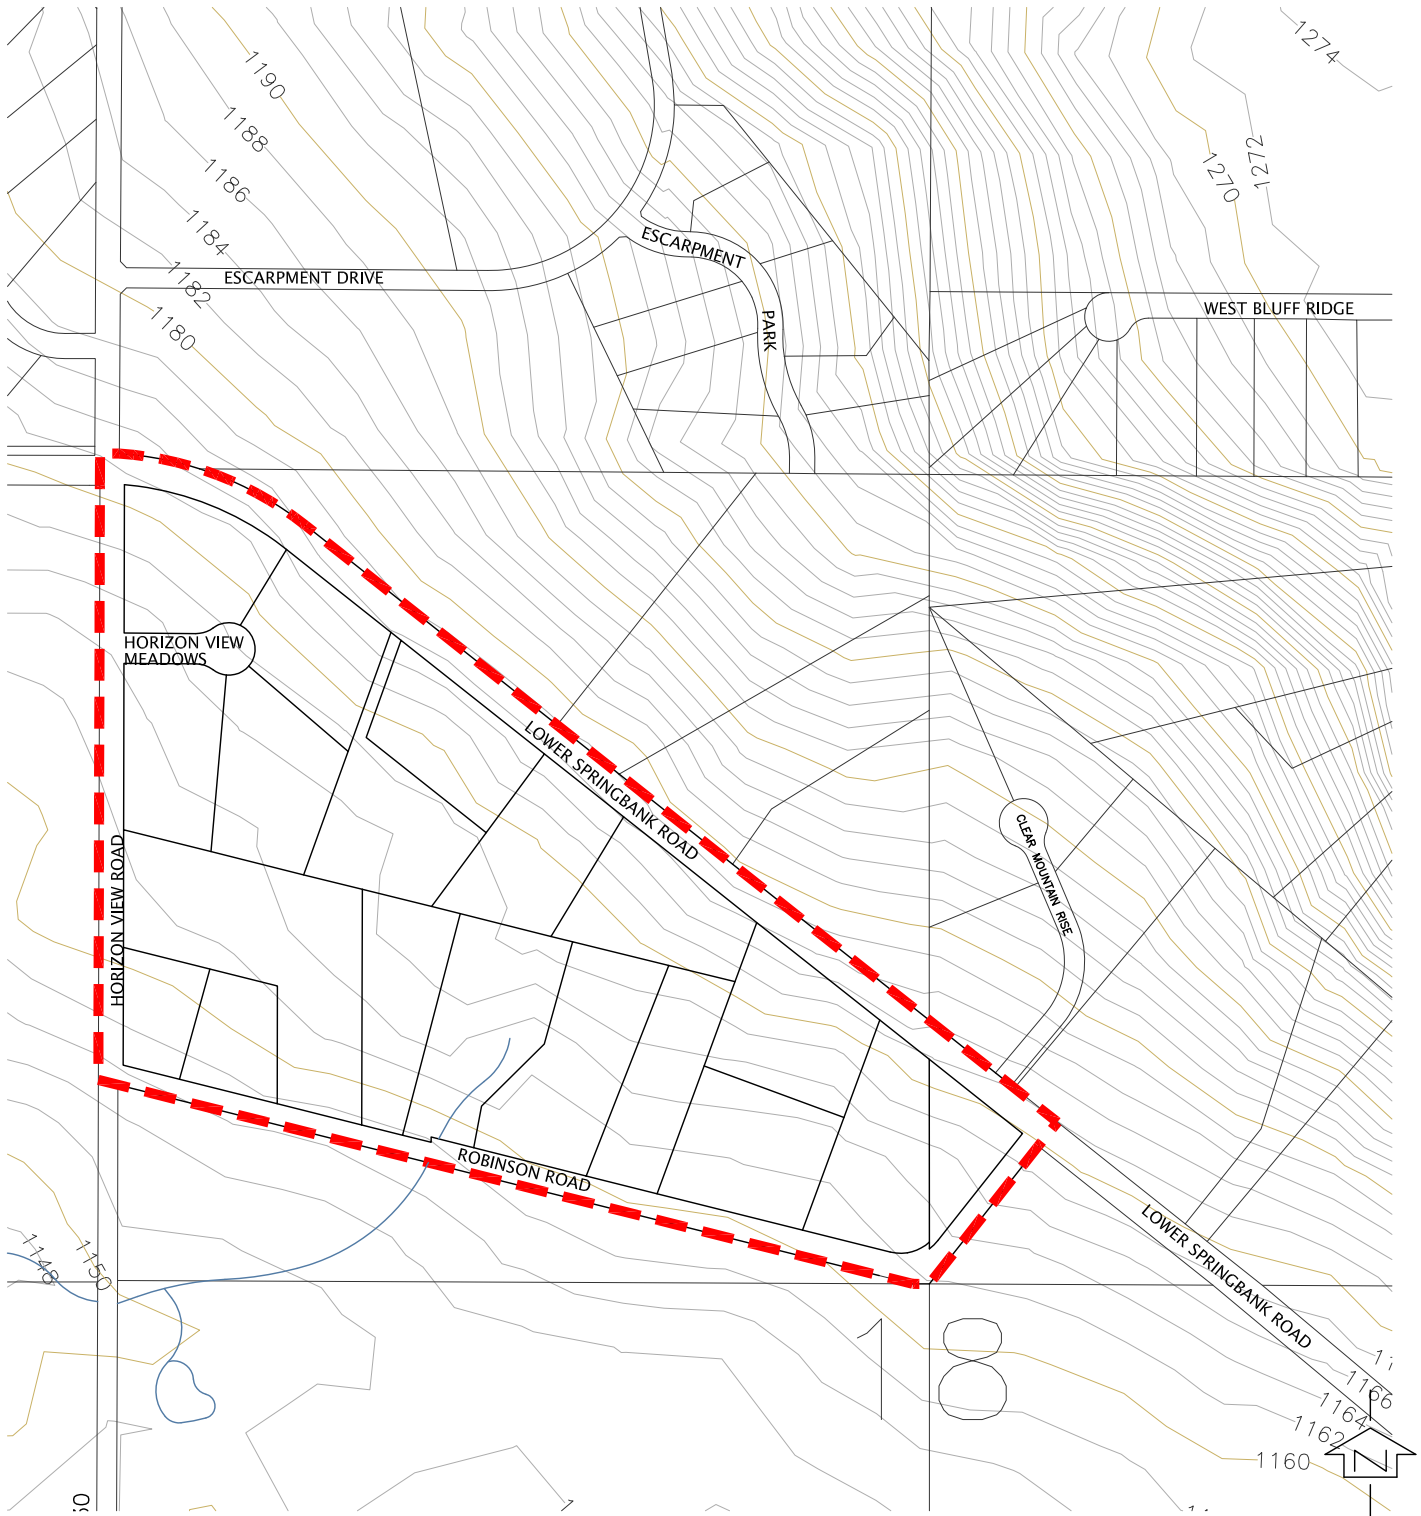 1274
1190
1188
1272
1186
1270
1184
ESCARPMENT
ESCARPMENT DRIVE
1182
PARK
WEST BLUFF RIDGE
1180
HORIZON VIEW
MEADOWS
LOWER SPRINGBANK ROAD
CLEAR MOUNTAIN RISE
HORIZON VIEW ROAD
ROBINSON ROAD
LOWER SPRINGBANK ROAD
1148
1150
18
1166
1164
1162
1160
N